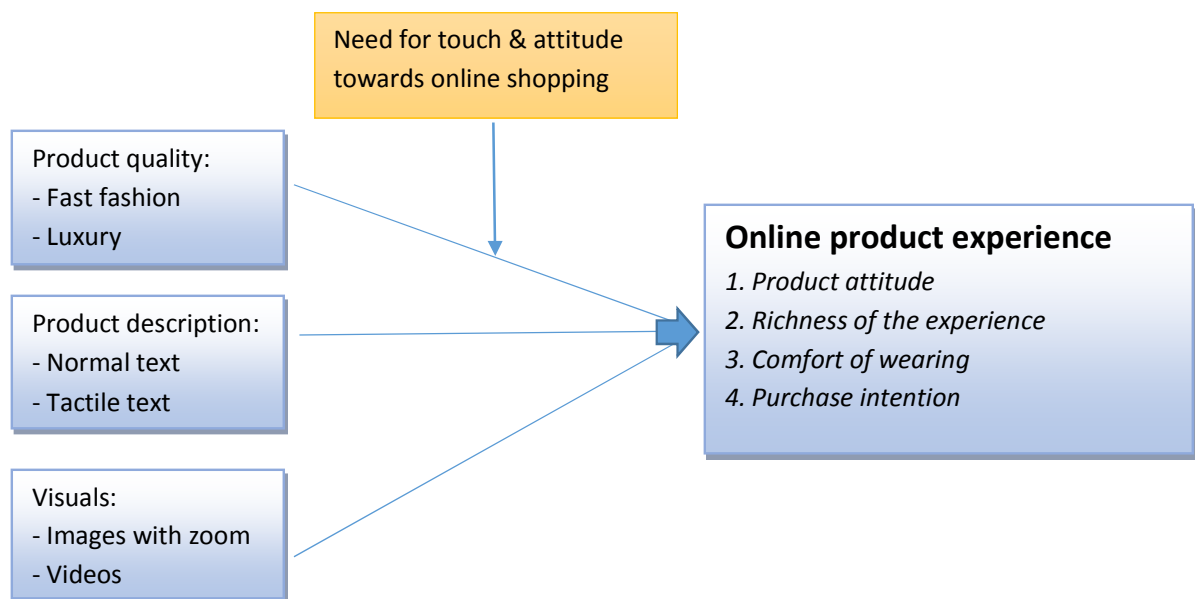 Need for touch & attitude
towards online shopping
Product quality:
- Fast fashion
- Luxury
Product description:
- Normal text
- Tactile text
Visuals:
- Images with zoom
- Videos
Online product experience
1. Product attitude
2. Richness of the experience
3. Comfort of wearing
4. Purchase intention